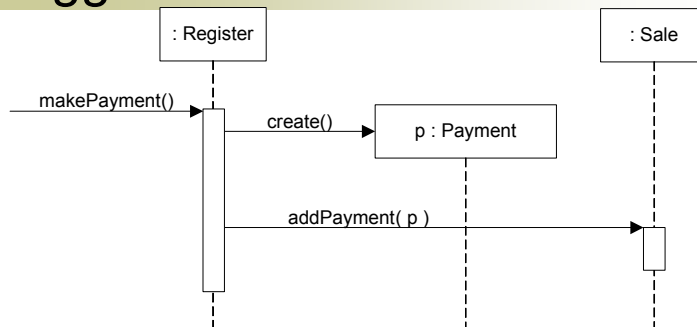 : Register
: Sale
makePayment()
create()
p : Payment
addPayment( p )